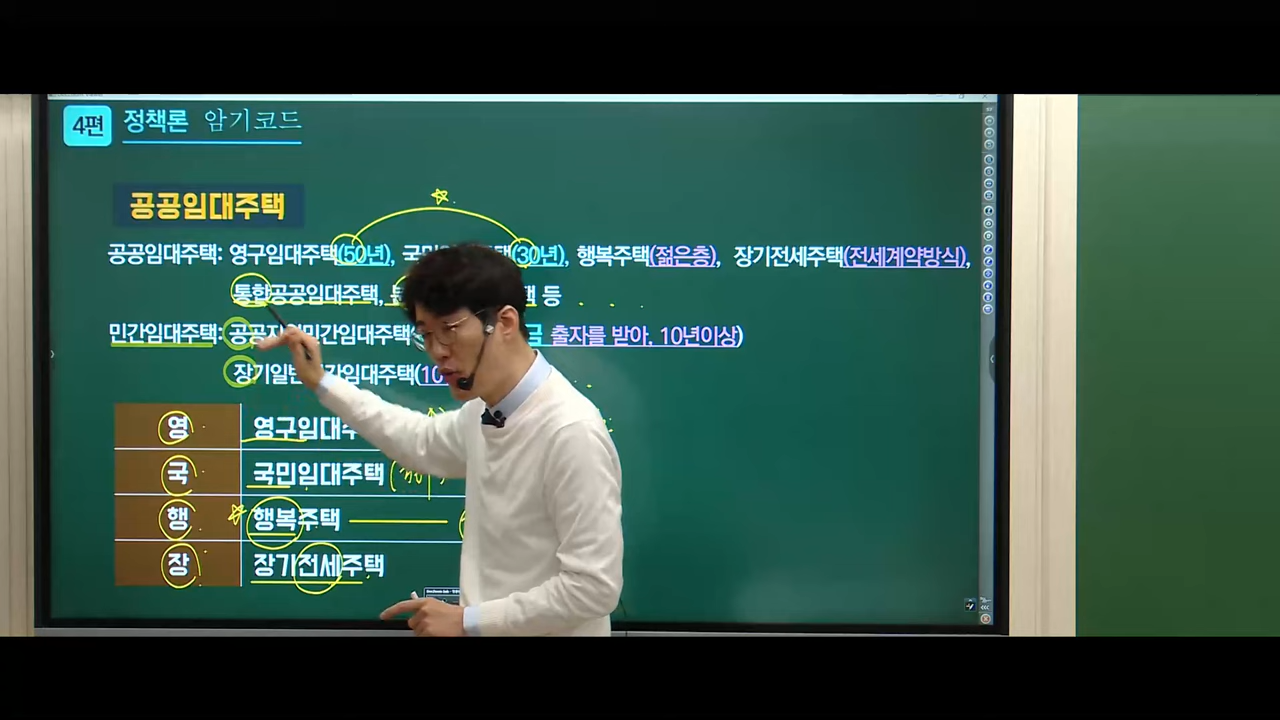 4편 정책론 암기코드
공공임대주택
공공임대주택: 영구임대주택(50년), 국민 택(30년), 행복주택(젊은층), 장기전세주택(전세계약방식),
통합공공임대주택, 택 등
민간임대주택: 공공 민간임대주택 금 출자를 받아, 10년이상)
장기일반 간임대주택(10
영 영구임대주
국 국민임대주택
행 행복주택
장 장기전세주택